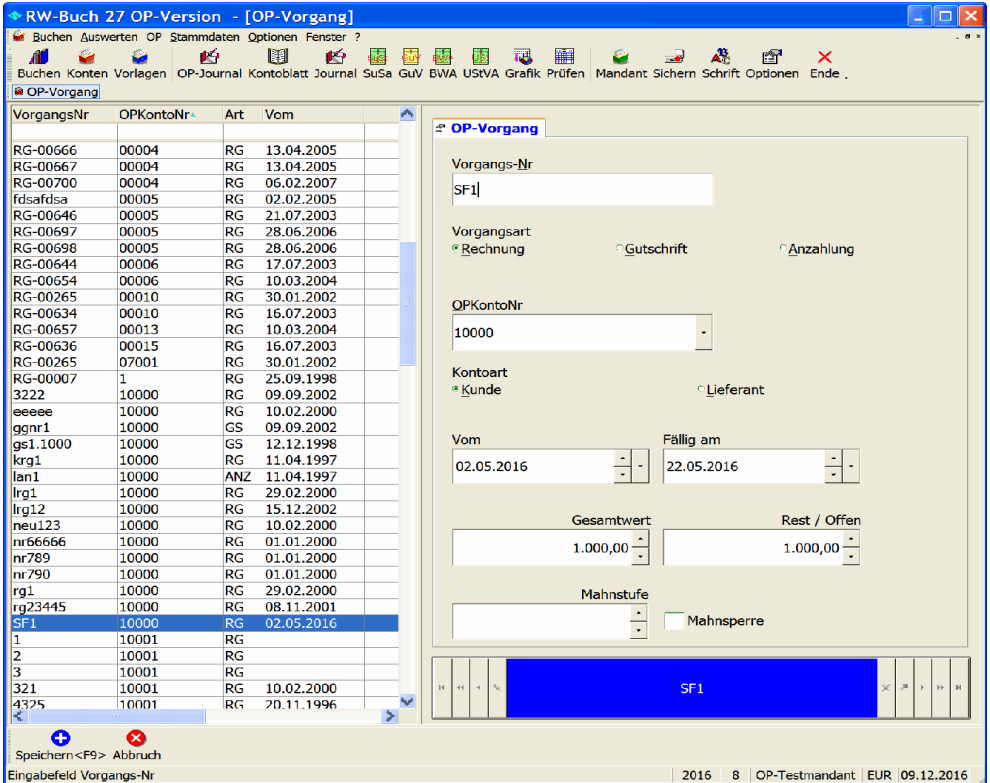 RW-Buch 27 OP-Version - [OP-Vorgang]
Buchen Auswerten OP Stammdaten Optionen Fenster ?
Buchen Konten Vorlagen OP-Journal Kontoblatt Journal SuSa GuV BWA UStVA Grafik Prüfen Mandant Sichern Schrift Optionen Ende
OP-Vorgang
VorgangsNr OPKontoNr Art Vom
RG-00666 00004 RG 13.04.2005
RG-00667 00004 RG 13.04.2005
RG-00700 00004 RG 06.02.2007
fdsafdsa 00005 RG 02.02.2005
RG-00646 00005 RG 21.07.2003
RG-00697 00005 RG 28.06.2006
RG-00698 00005 RG 28.06.2006
RG-00644 00006 RG 17.07.2003
RG-00654 00006 RG 10.03.2004
RG-00265 00010 RG 30.01.2002
RG-00634 00010 RG 16.07.2003
RG-00657 00013 RG 10.03.2004
RG-00636 00015 RG 16.07.2003
RG-00265 07001 RG 30.01.2002
RG-00007 1 RG 25.09.1998
3222 10000 RG 09.09.2002
eeeee 10000 RG 10.02.2000
ggnr1 10000 GS 09.09.2002
gs1.1000 10000 GS 12.12.1998
krg1 10000 RG 11.04.1997
lan1 10000 ANZ 11.04.1997
lrg1 10000 RG 29.02.2000
lrg12 10000 RG 15.12.2002
neu123 10000 RG 10.02.2000
nr66666 10000 RG 01.01.2000
nr789 10000 RG 01.01.2000
nr790 10000 RG 01.01.2000
rg1 10000 RG 29.02.2000
rg23445 10000 RG 08.11.2001
SF1 10000 RG 02.05.2016
1 10001 RG
2 10001 RG
3 10001 RG
321 10001 RG 10.02.2000
4325 10001 RG 20.11.1996
OP-Vorgang
Vorgangs-Nr
SF1
Vorgangsart
Rechnung Gutschrift Anzahlung
OPKontoNr
10000
Kontoart
Kunde Lieferant
Vom Fällig am
02.05.2016 22.05.2016
Gesamtwert Rest / Offen
1.000,00 1.000,00
Mahnstufe
Mahnsperre
SF1
Speichern<F9> Abbruch
Eingabefeld Vorgangs-Nr 2016 8 OP-Testmandant EUR 09.12.2016